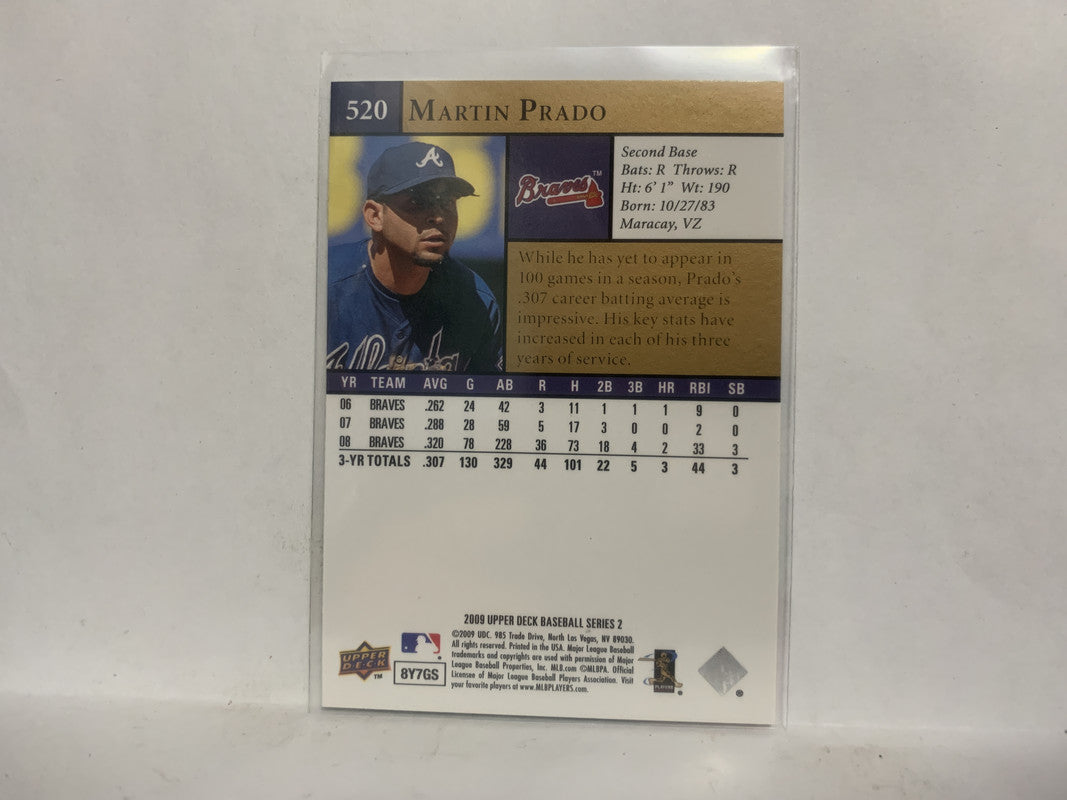 520 MARTIN PRADO
A
Braves™
Second Base
Bats: R Throws: R
Ht: 6' 1" Wt: 190
Born: 10/27/83
Maracay, VZ
While he has yet to appear in
100 games in a season, Prado's
.307 career batting average is
impressive. His key stats have
increased in each of his three
years of service.
Atlanta
YR TEAM AVG G AB R H 2B 3B HR RBI SB
06 BRAVES .262 24 42 3 11 1 1 1 9 0
07 BRAVES .288 28 59 5 17 3 0 0 2 0
08 BRAVES .320 78 228 36 73 18 4 2 33 3
3-YR TOTALS .307 130 329 44 101 22 5 3 44 3
2009 UPPER DECK BASEBALL SERIES 2
©2009 UDC. 985 Trade Drive, North Las Vegas, NV 89030.
All rights reserved. Printed in the USA. Major League Baseball
trademarks and copyrights are used with permission of Major
League Baseball Properties, Inc. MLB.com ©MLBPA. Official
Licensee of Major League Baseball Players Association. Visit
your favorite players at www.MLBPLAYERS.com.
UPPER DECK™
8Y7GS
PLAYERS